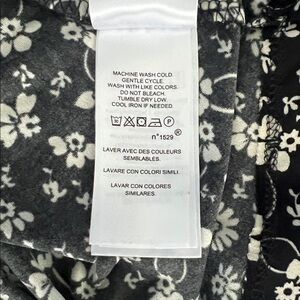 MACHINE WASH COLD
GENTLE CYCLE.
WASH WITH LIKE COLORS
DO NOT BLEACH.
TUMBLE DRY LOW.
COOL IRON IF NEEDED.
P
n°1529®
LAVER AVEC DES COULEURS
SEMBLABLES.
LAVARE CON COLORI SIMILI.
LAVAR CON COLORES
SIMILARES.